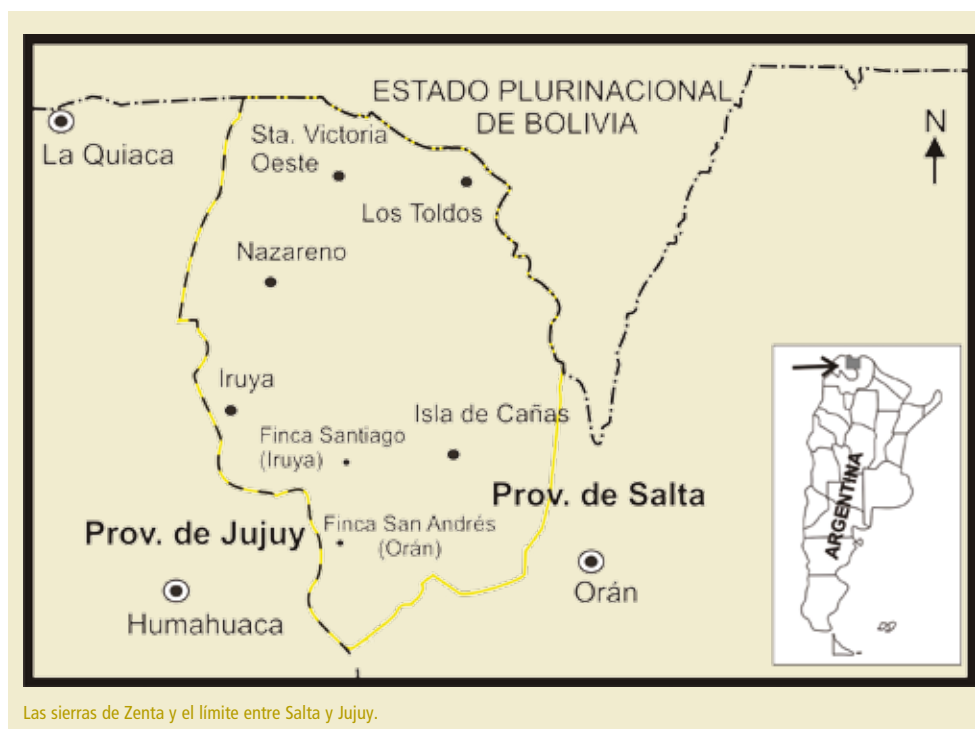 ESTADO PLURINACIONAL
DE BOLIVIA
N
La Quiaca
Sta. Victoria
Oeste
Los Toldos
Nazareno
Iruya
Isla de Cañas
Finca Santiago
(Iruya)
Prov. de Salta
Prov. de Jujuy
Finca San Andrés
(Orán)
Orán
Humahuaca
ARGENTINA
Las sierras de Zenta y el límite entre Salta y Jujuy.